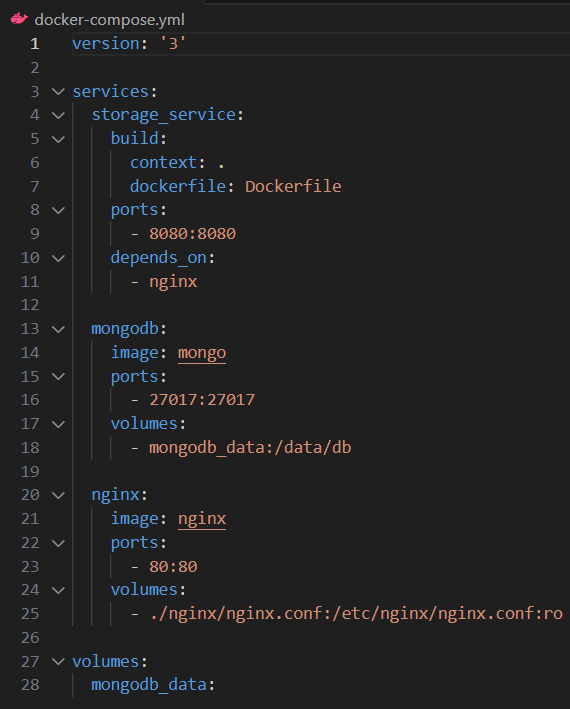 docker-compose.yml
1 version: '3'
2
3 services:
4 storage_service:
5 build:
6 context: .
7 dockerfile: Dockerfile
8 ports:
9 - 8080:8080
10 depends_on:
11 - nginx
12
13 mongodb:
14 image: mongo
15 ports:
16 - 27017:27017
17 volumes:
18 - mongodb_data:/data/db
19
20 nginx:
21 image: nginx
22 ports:
23 - 80:80
24 volumes:
25 - ./nginx/nginx.conf:/etc/nginx/nginx.conf:ro
26
27 volumes:
28 mongodb_data: